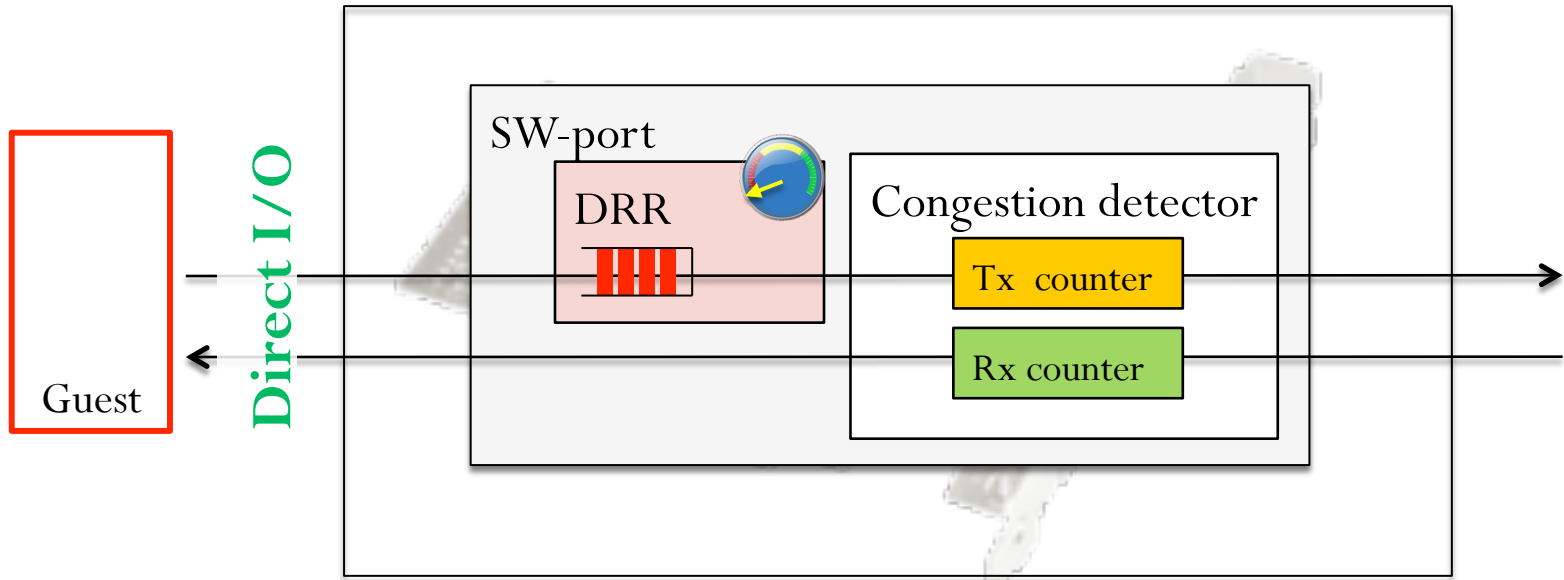 SW-port
DRR
Congestion detector
Tx counter
Rx counter
Direct I/O
Guest